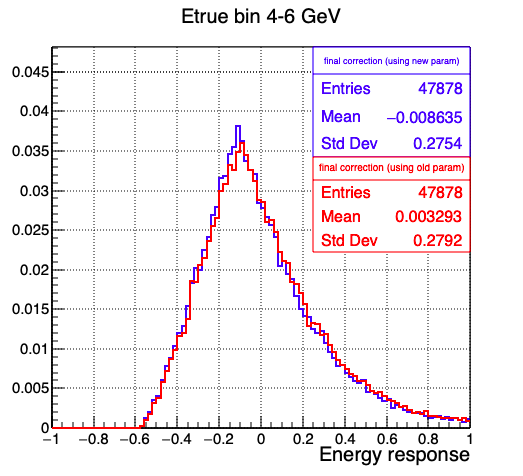 Etrue bin 4-6 GeV
final correction (using new param)
Entries 47878
Mean −0.008635
Std Dev 0.2754
final correction (using old param)
Entries 47878
Mean 0.003293
Std Dev 0.2792
0.045
0.04
0.035
0.03
0.025
0.02
0.015
0.01
0.005
0
−1 −0.8 −0.6 −0.4 −0.2 0 0.2 0.4 0.6 0.8 1
Energy response